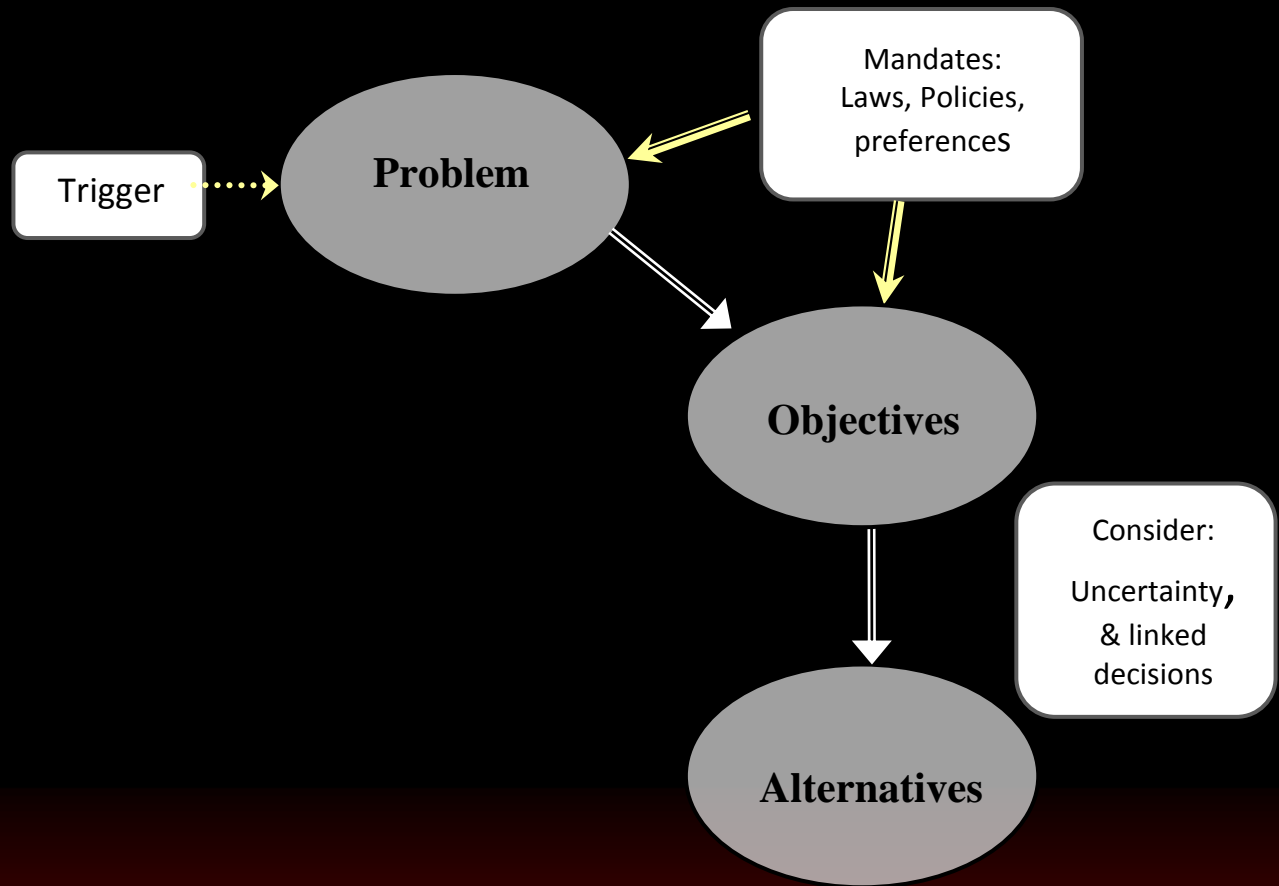 Mandates:
Laws, Policies,
preferences
Problem
Trigger
Objectives
Consider:
Uncertainty,
& linked
decisions
Alternatives